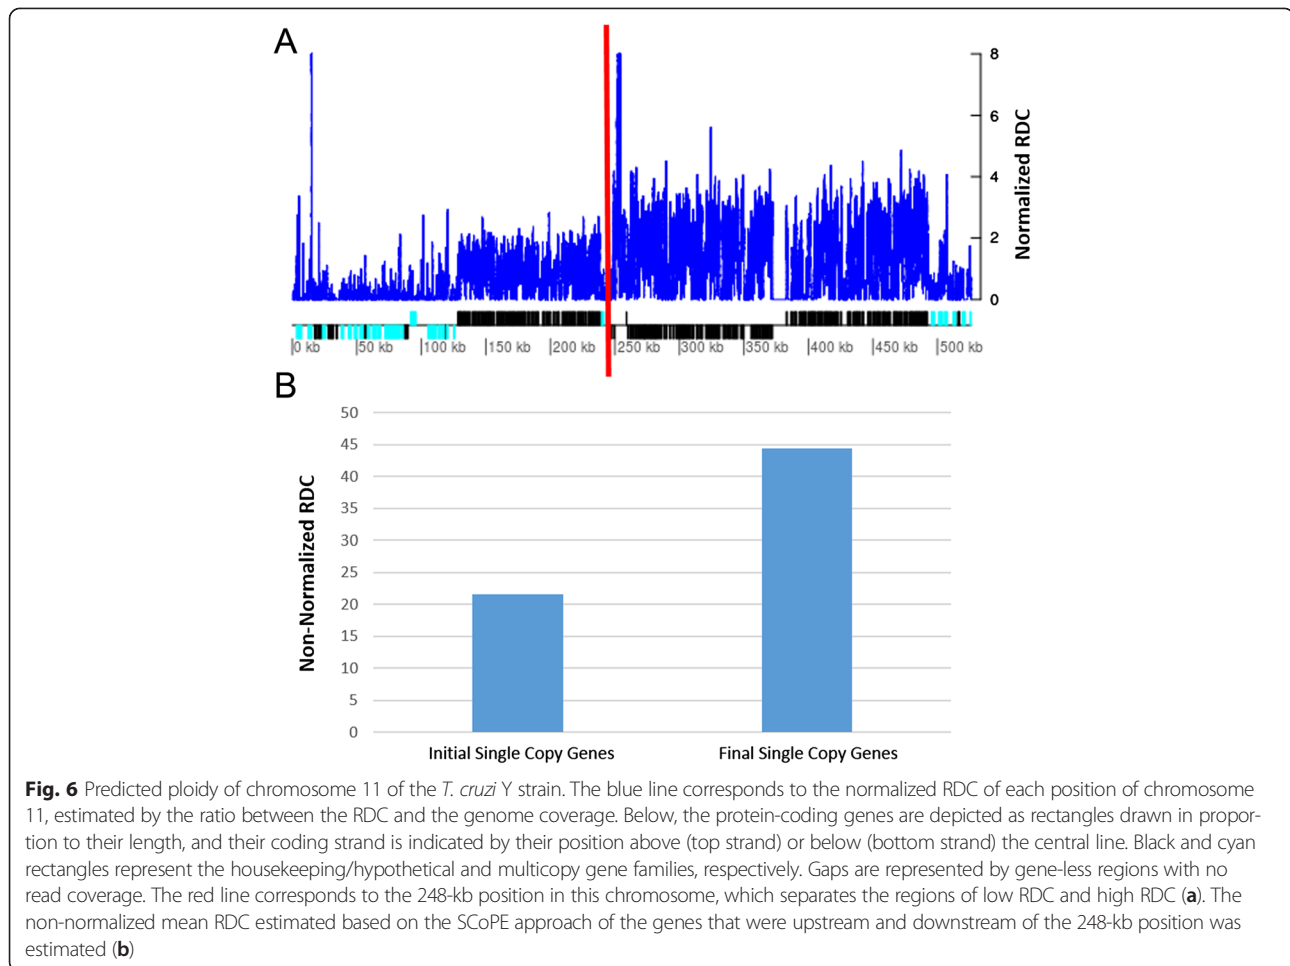 A
8
6
4
2
0
Normalized RDC
|0 kb |50 kb |100 kb |150 kb |200 kb |250 kb |300 kb |350 kb |400 kb |450 kb |500 kb
B
50
45
40
35
30
25
20
15
10
5
0
Non-Normalized RDC
Initial Single Copy Genes Final Single Copy Genes
Fig. 6 Predicted ploidy of chromosome 11 of the T. cruzi Y strain. The blue line corresponds to the normalized RDC of each position of chromosome
11, estimated by the ratio between the RDC and the genome coverage. Below, the protein-coding genes are depicted as rectangles drawn in propor-
tion to their length, and their coding strand is indicated by their position above (top strand) or below (bottom strand) the central line. Black and cyan
rectangles represent the housekeeping/hypothetical and multicopy gene families, respectively. Gaps are represented by gene-less regions with no
read coverage. The red line corresponds to the 248-kb position in this chromosome, which separates the regions of low RDC and high RDC (a). The
non-normalized mean RDC estimated based on the SCoPE approach of the genes that were upstream and downstream of the 248-kb position was
estimated (b)